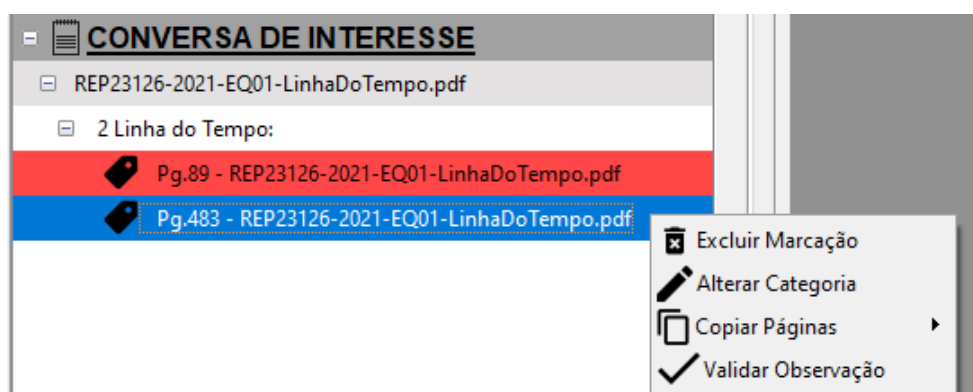 CONVERSA DE INTERESSE
REP23126-2021-EQ01-LinhaDoTempo.pdf
2 Linha do Tempo:
Pg.89 - REP23126-2021-EQ01-LinhaDoTempo.pdf
Pg.483 - REP23126-2021-EQ01-LinhaDoTempo.pdf
Excluir Marcação
Alterar Categoria
Copiar Páginas
Validar Observação